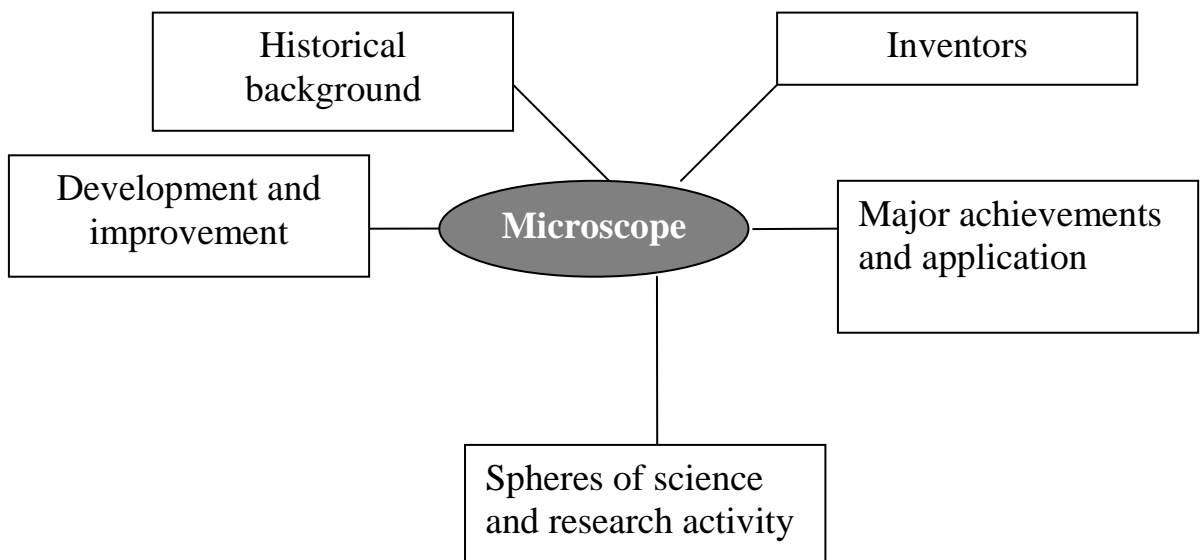 Historical
background
Inventors
Development and
improvement
Microscope
Major achievements
and application
Spheres of science
and research activity